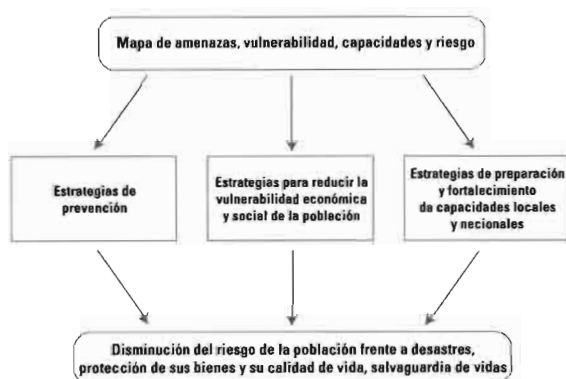 Mapa de amenazas, vulnerabilidad, capacidades y riesgo
Estrategias de
prevención
Estrategias para reducir la
vulnerabilidad económica
y social de la población
Estrategias de preparación
y fortalecimiento
da capacidades locales
y necionales
Disminución del riesgo de la población frente a desastres,
protección de sus bienes y su calidad de vida, salvaguardia de vidas